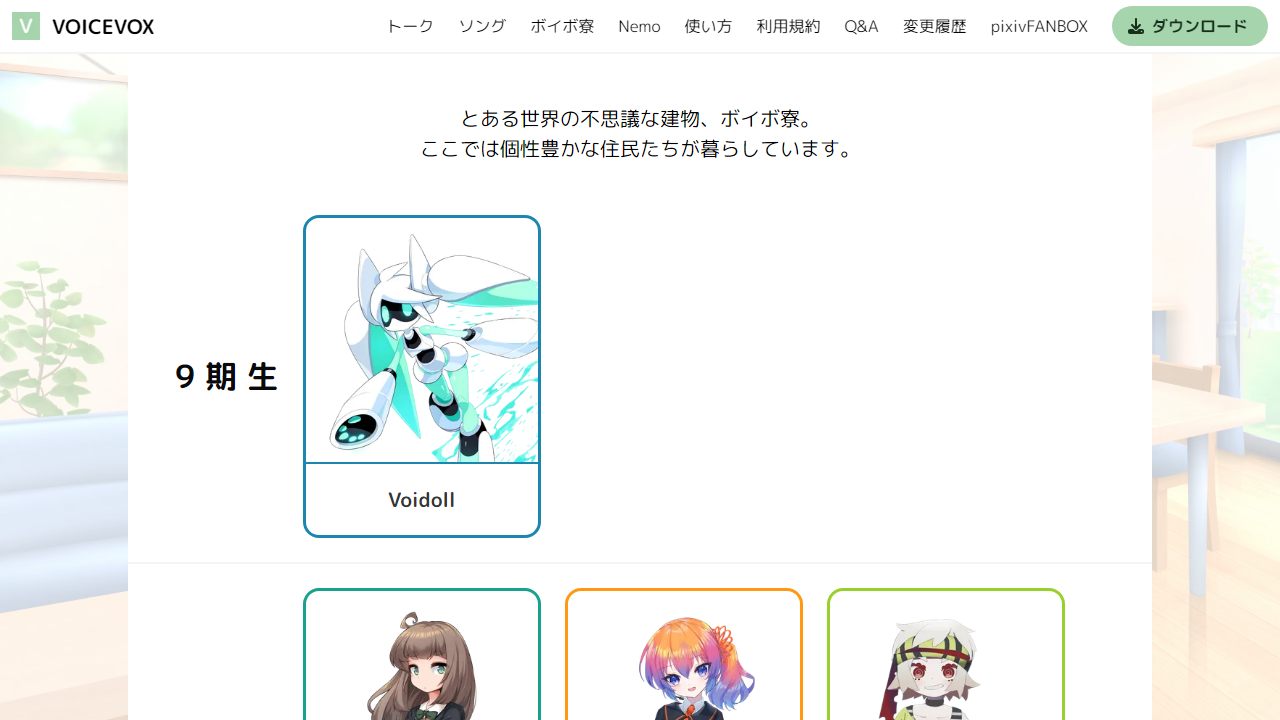 V VOICEVOX トーク ソング ボイボ寮 Nemo 使い方 利用規約 Q&A 変更履歴 pixivFANBOX ダウンロード
とある世界の不思議な建物、ボイボ寮。
ここでは個性豊かな住民たちが暮らしています。
9期生
Voidoll